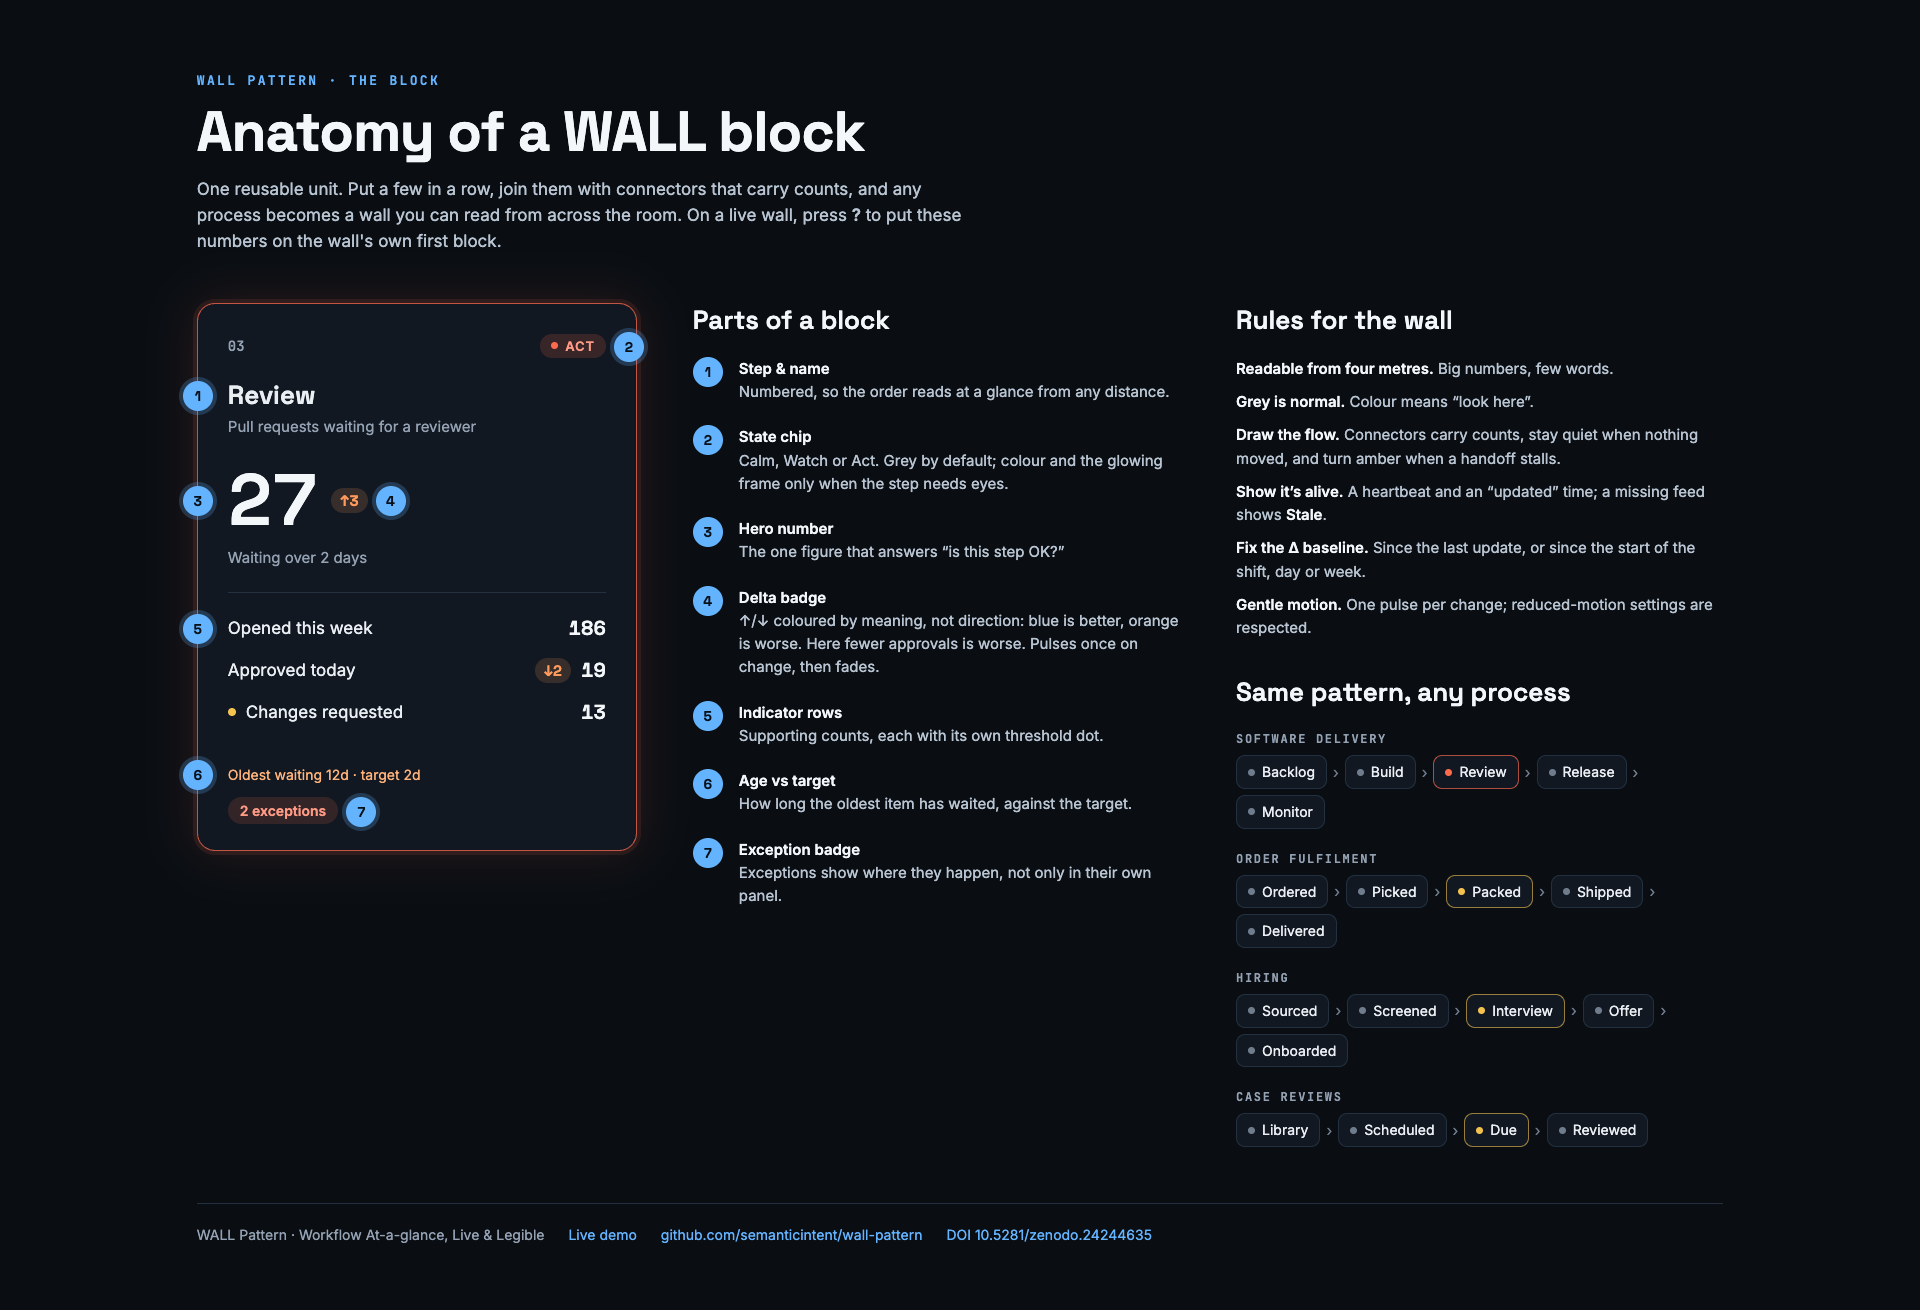 WALL PATTERN · THE BLOCK
Anatomy of a WALL block
One reusable unit. Put a few in a row, join them with connectors that carry counts, and any
process becomes a wall you can read from across the room. On a live wall, press ? to put these
numbers on the wall's own first block.
03
ACT
2
1
Review
Pull requests waiting for a reviewer
3
27
↑3
4
Waiting over 2 days
5
Opened this week 186
Approved today ↓2 19
Changes requested 13
6
Oldest waiting 12d · target 2d
2 exceptions
7
Parts of a block
1
Step & name
Numbered, so the order reads at a glance from any distance.
2
State chip
Calm, Watch or Act. Grey by default; colour and the glowing
frame only when the step needs eyes.
3
Hero number
The one figure that answers “is this step OK?”
4
Delta badge
↑/↓ coloured by meaning, not direction: blue is better, orange
is worse. Here fewer approvals is worse. Pulses once on
change, then fades.
5
Indicator rows
Supporting counts, each with its own threshold dot.
6
Age vs target
How long the oldest item has waited, against the target.
7
Exception badge
Exceptions show where they happen, not only in their own
panel.
Rules for the wall
Readable from four metres. Big numbers, few words.
Grey is normal. Colour means “look here”.
Draw the flow. Connectors carry counts, stay quiet when nothing
moved, and turn amber when a handoff stalls.
Show it’s alive. A heartbeat and an “updated” time; a missing feed
shows Stale.
Fix the Δ baseline. Since the last update, or since the start of the
shift, day or week.
Gentle motion. One pulse per change; reduced-motion settings are
respected.
Same pattern, any process
SOFTWARE DELIVERY
Backlog › Build › Review › Release ›
Monitor
ORDER FULFILMENT
Ordered › Picked › Packed › Shipped ›
Delivered
HIRING
Sourced › Screened › Interview › Offer ›
Onboarded
CASE REVIEWS
Library › Scheduled › Due › Reviewed
WALL Pattern · Workflow At-a-glance, Live & Legible Live demo github.com/semanticintent/wall-pattern DOI 10.5281/zenodo.24244635